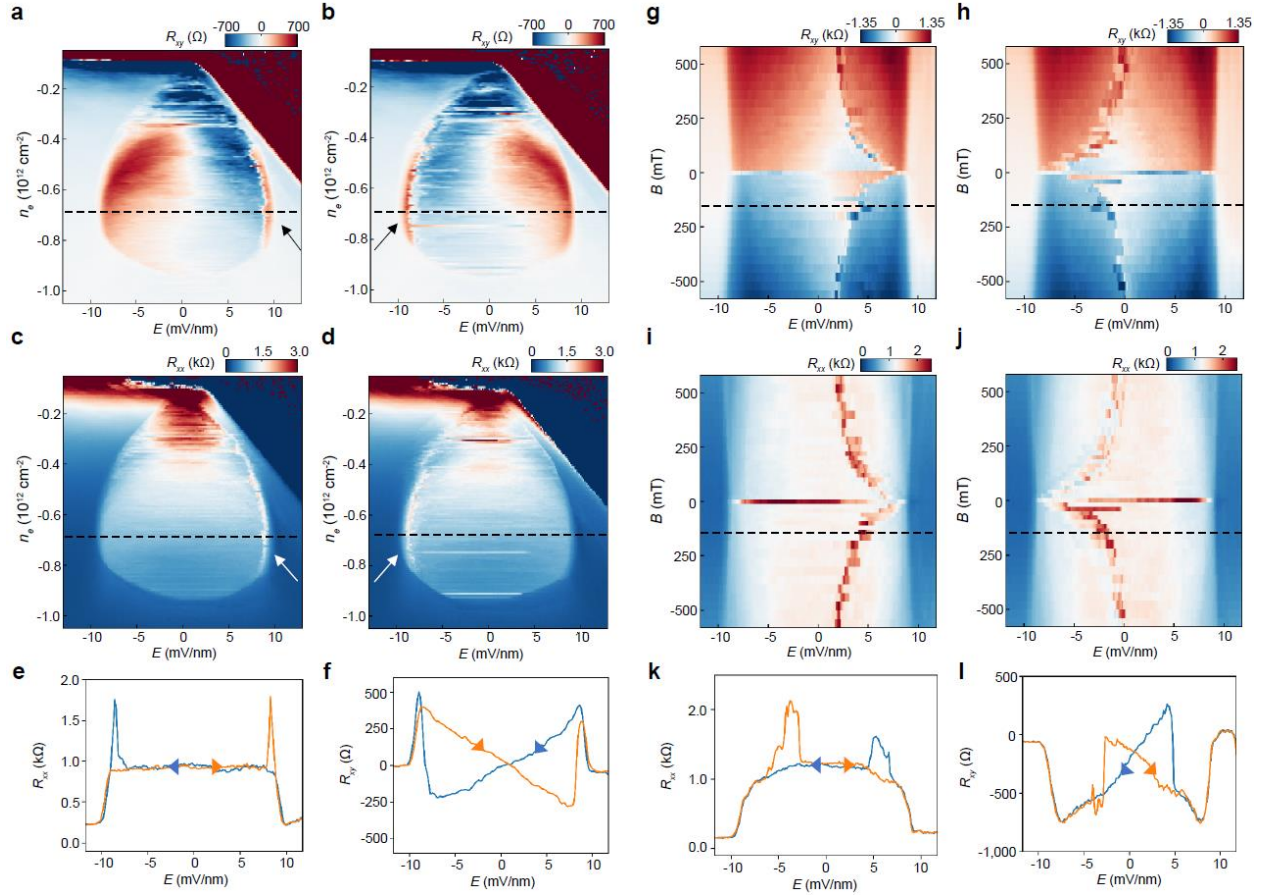 a
R_xy (Ω)
-700 0 700
n_e (10^12 cm^-2)
-0.2
-0.4
-0.6
-0.8
-1.0
-10 -5 0 5 10
E (mV/nm)
b
R_xy (Ω)
-700 0 700
n_e (10^12 cm^-2)
-0.2
-0.4
-0.6
-0.8
-1.0
-10 -5 0 5 10
E (mV/nm)
g
R_xy (kΩ)
-1.35 0 1.35
B (mT)
500
250
0
-250
-500
-10 -5 0 5 10
E (mV/nm)
h
R_xy (kΩ)
-1.35 0 1.35
B (mT)
500
250
0
-250
-500
-10 -5 0 5 10
E (mV/nm)
c
R_xx (kΩ)
0 1.5 3.0
n_e (10^12 cm^-2)
-0.2
-0.4
-0.6
-0.8
-1.0
-10 -5 0 5 10
E (mV/nm)
d
R_xx (kΩ)
0 1.5 3.0
n_e (10^12 cm^-2)
-0.2
-0.4
-0.6
-0.8
-1.0
-10 -5 0 5 10
E (mV/nm)
i
R_xx (kΩ)
0 1 2
B (mT)
500
250
0
250
-500
-10 -5 0 5 10
E (mV/nm)
j
R_xx (kΩ)
0 1 2
B (mT)
500
250
0
250
-500
-10 -5 0 5 10
E (mV/nm)
e
R_xx (kΩ)
2.0
1.5
1.0
0.5
0.0
-10 -5 0 5 10
E (mV/nm)
f
R_xy (Ω)
500
250
0
-250
500
-10 -5 0 5 10
E (mV/nm)
k
R_xx (kΩ)
2.0
1.0
0.0
-10 -5 0 5 10
E (mV/nm)
l
R_xy (Ω)
500
0
-500
-1,000
-10 -5 0 5 10
E (mV/nm)